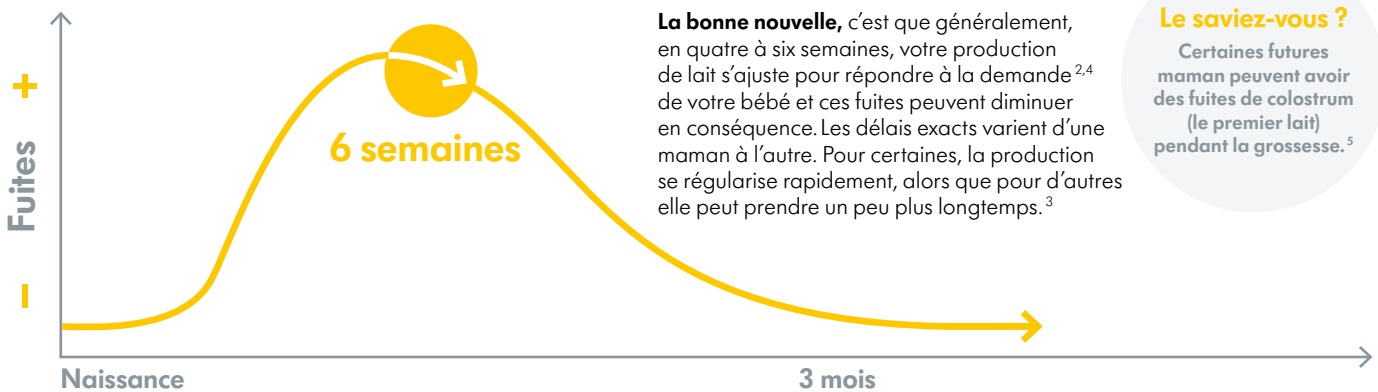 +
Fuites
–
6 semaines
Naissance
3 mois
La bonne nouvelle, c'est que généralement,
en quatre à six semaines, votre production
de lait s'ajuste pour répondre à la demande 2,4
de votre bébé et ces fuites peuvent diminuer
en conséquence. Les délais exacts varient d'une
maman à l'autre. Pour certaines, la production
se régularise rapidement, alors que pour d'autres
elle peut prendre un peu plus longtemps. 3
Le saviez-vous ?
Certaines futures
maman peuvent avoir
des fuites de colostrum
(le premier lait)
pendant la grossesse. 5